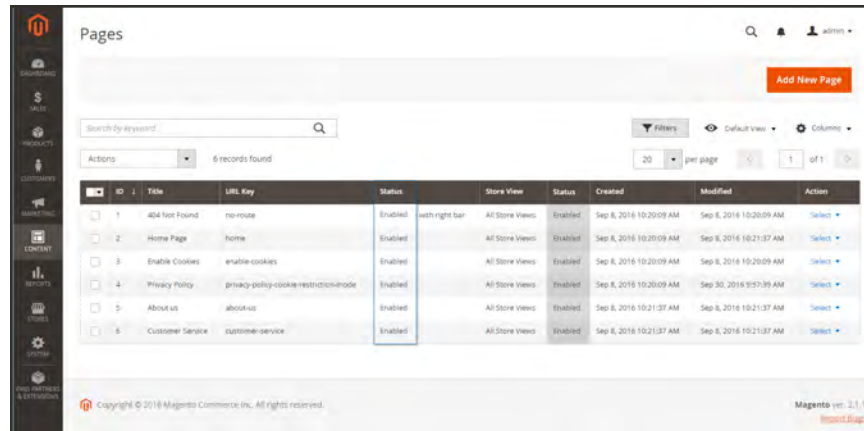 Pages
admin
Add New Page
Search by keyword
Filters
Default View
Columns
Actions
6 records found
20 per page
1 of 1
ID Title URL Key Status Store View Status Created Modified Action
1 404 Not Found no-route Enabled with right bar All Store Views Enabled Sep 8, 2016 10:20:09 AM Sep 8, 2016 10:20:09 AM Select
2 Home Page home Enabled All Store Views Enabled Sep 8, 2016 10:20:09 AM Sep 8, 2016 10:21:37 AM Select
3 Enable Cookies enable-cookies Enabled All Store Views Enabled Sep 8, 2016 10:20:09 AM Sep 8, 2016 10:20:09 AM Select
4 Privacy Policy privacy-policy-cookie-restriction-mode Enabled All Store Views Enabled Sep 8, 2016 10:20:09 AM Sep 30, 2016 9:57:39 AM Select
5 About us about-us Enabled All Store Views Enabled Sep 8, 2016 10:21:37 AM Sep 8, 2016 10:21:37 AM Select
6 Customer Service customer-service Enabled All Store Views Enabled Sep 8, 2016 10:21:37 AM Sep 8, 2016 10:21:37 AM Select
DASHBOARD
SALES
PRODUCTS
CUSTOMERS
MARKETING
CONTENT
REPORTS
STORES
SYSTEM
FIND PARTNERS
& EXTENSIONS
Copyright © 2016 Magento Commerce Inc. All rights reserved.
Magento ver. 2.1.1
Report Bugs